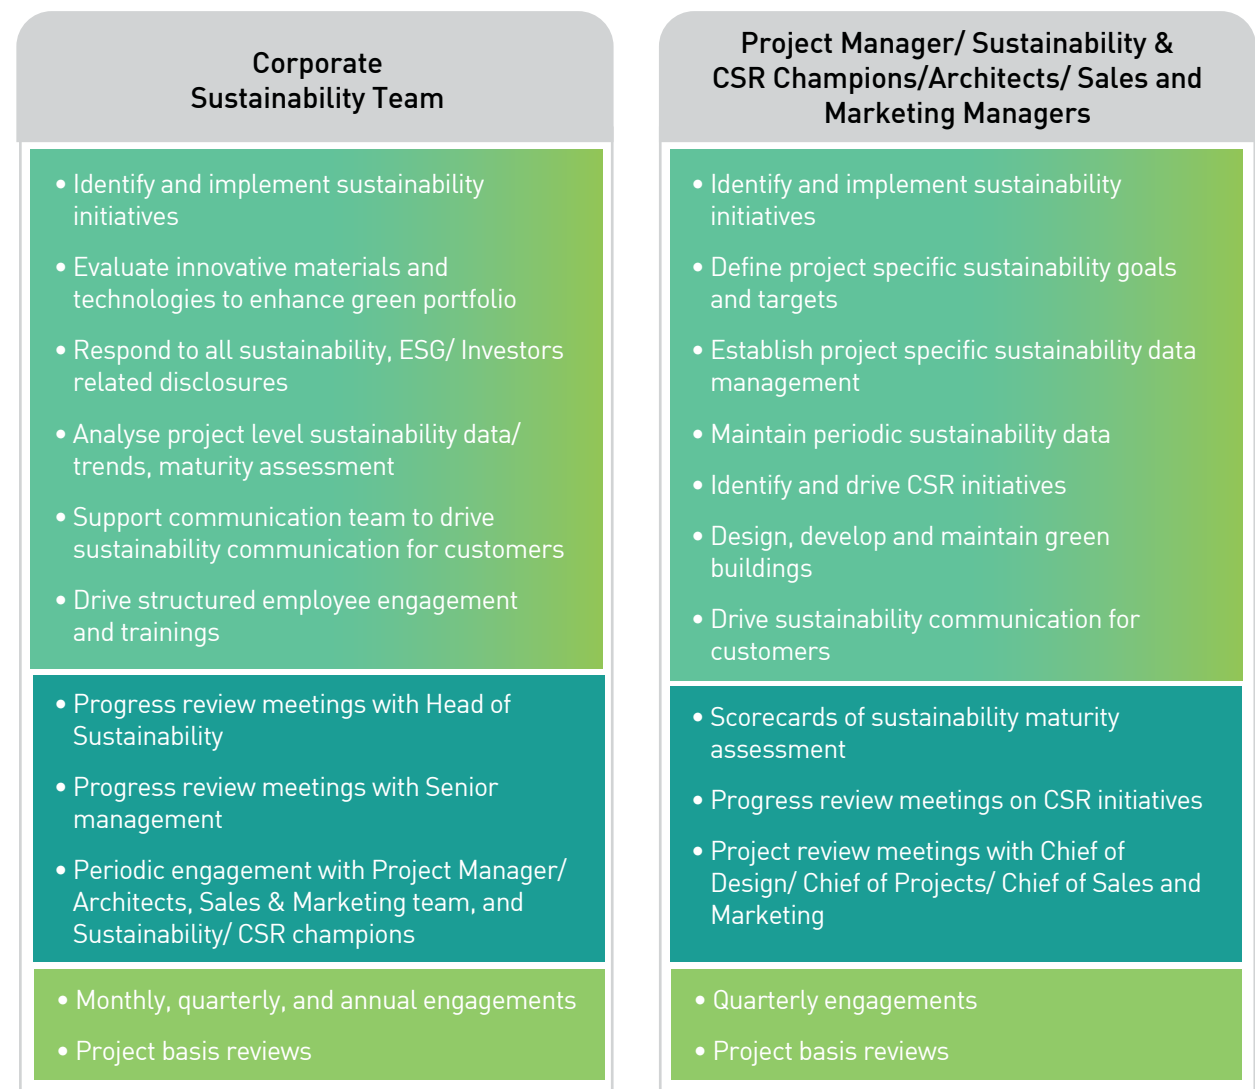 Corporate
Sustainability Team
• Identify and implement sustainability
initiatives
• Evaluate innovative materials and
technologies to enhance green portfolio
• Respond to all sustainability, ESG/ Investors
related disclosures
• Analyse project level sustainability data/
trends, maturity assessment
• Support communication team to drive
sustainability communication for customers
• Drive structured employee engagement
and trainings
• Progress review meetings with Head of
Sustainability
• Progress review meetings with Senior
management
• Periodic engagement with Project Manager/
Architects, Sales & Marketing team, and
Sustainability/ CSR champions
• Monthly, quarterly, and annual engagements
• Project basis reviews
Project Manager/ Sustainability &
CSR Champions/Architects/ Sales and
Marketing Managers
• Identify and implement sustainability
initiatives
• Define project specific sustainability goals
and targets
• Establish project specific sustainability data
management
• Maintain periodic sustainability data
• Identify and drive CSR initiatives
• Design, develop and maintain green
buildings
• Drive sustainability communication for
customers
• Scorecards of sustainability maturity
assessment
• Progress review meetings on CSR initiatives
• Project review meetings with Chief of
Design/ Chief of Projects/ Chief of Sales and
Marketing
• Quarterly engagements
• Project basis reviews